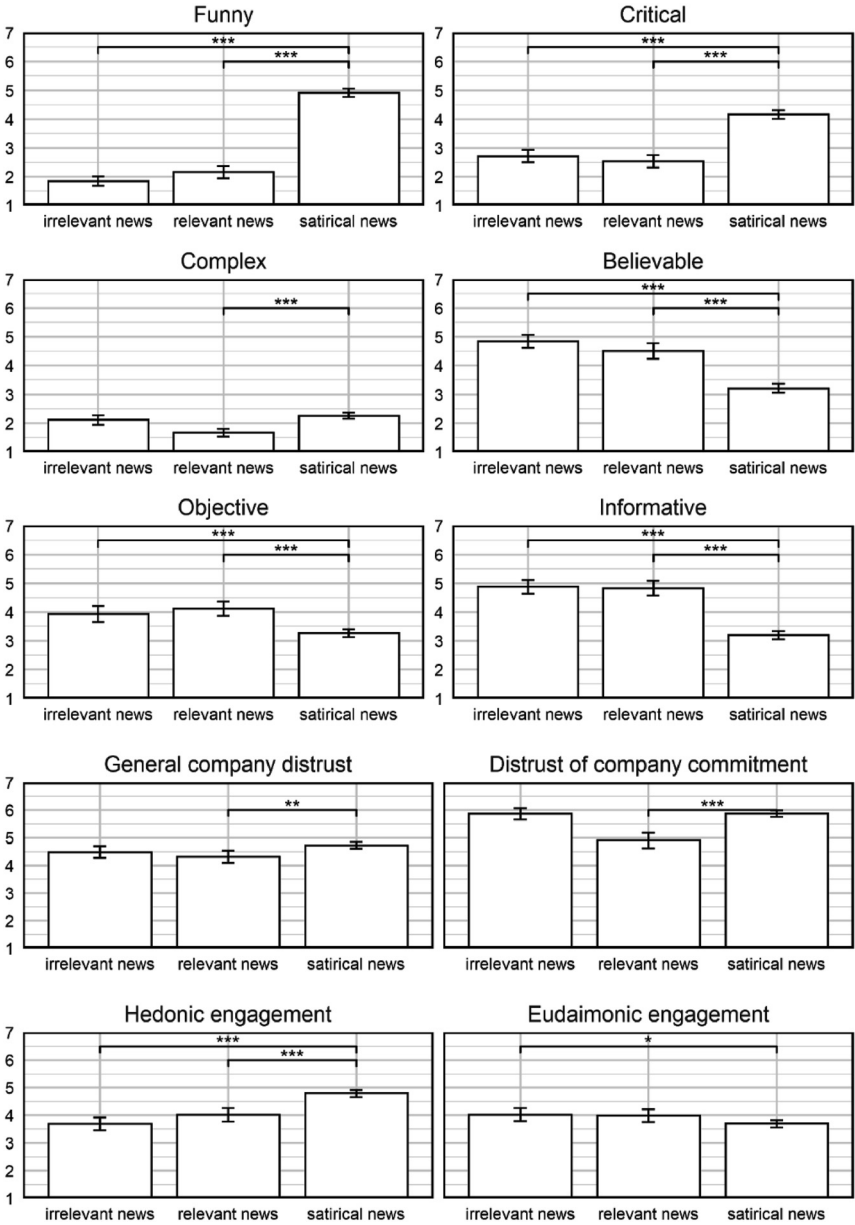 Funny
Critical
7
6
5
4
3
2
1
***
***
irrelevant news
relevant news
satirical news
7
6
5
4
3
2
1
***
***
irrelevant news
relevant news
satirical news
Complex
Believable
7
6
5
4
3
2
1
***
irrelevant news
relevant news
satirical news
7
6
5
4
3
2
1
***
***
irrelevant news
relevant news
satirical news
Objective
Informative
7
6
5
4
3
2
1
***
***
irrelevant news
relevant news
satirical news
7
6
5
4
3
2
1
***
***
irrelevant news
relevant news
satirical news
General company distrust
Distrust of company commitment
7
6
5
4
3
2
1
**
irrelevant news
relevant news
satirical news
7
6
5
4
3
2
1
***
irrelevant news
relevant news
satirical news
Hedonic engagement
Eudaimonic engagement
7
6
5
4
3
2
1
***
***
irrelevant news
relevant news
satirical news
7
6
5
4
3
2
1
*
irrelevant news
relevant news
satirical news